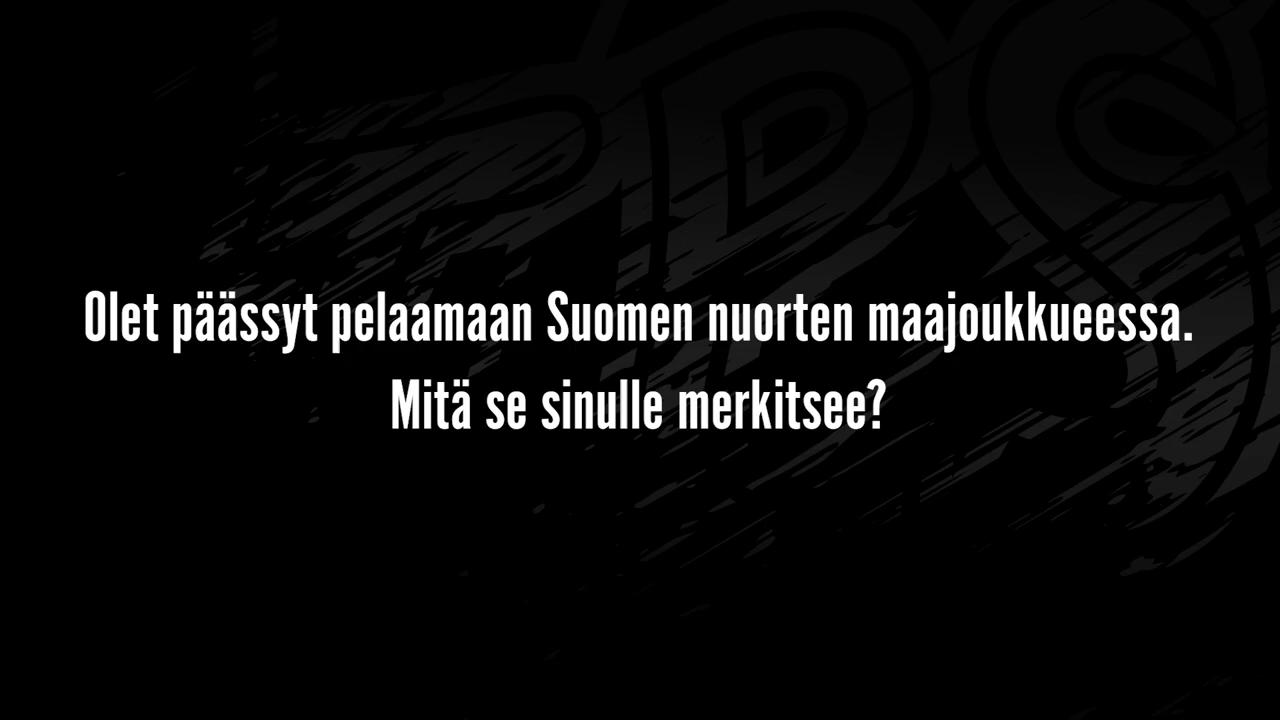 Olet päässyt pelaamaan Suomen nuorten maajoukkueessa.
Mitä se sinulle merkitsee?